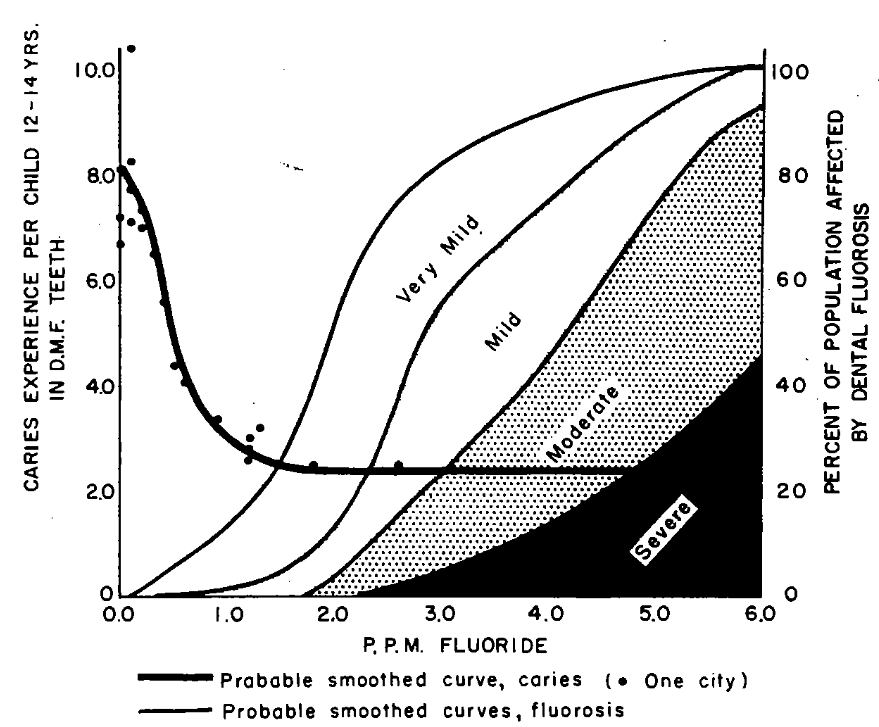 CARIES EXPERIENCE PER CHILD 12-14 YRS.
IN D.M.F. TEETH
10.0
8.0
6.0
4.0
2.0
0
Very Mild
Mild
Moderate
Severe
100
80
60
40
20
0
PERCENT OF POPULATION AFFECTED
BY DENTAL FLUOROSIS
0.0 1.0 2.0 3.0 4.0 5.0 6.0
P.P.M. FLUORIDE
Probable smoothed curve, caries (• One city)
Probable smoothed curves, fluorosis